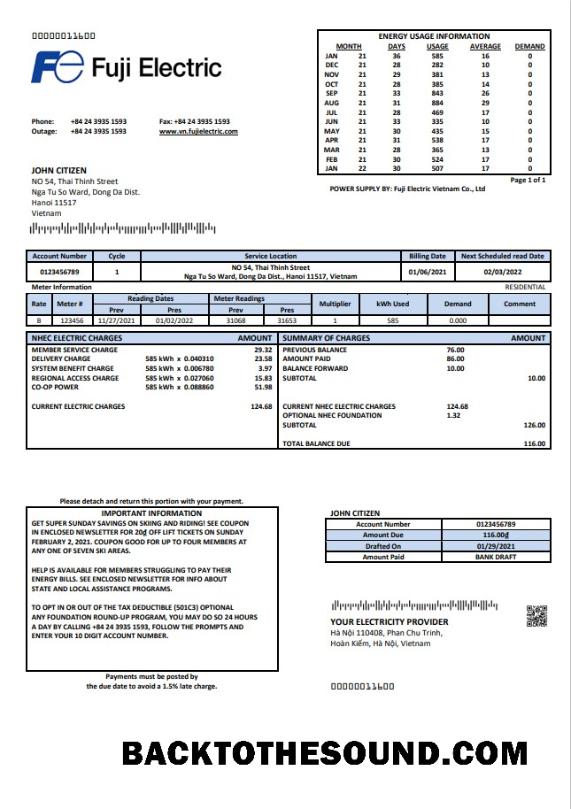 00000011600
Fe Fuji Electric
Phone: +84 24 3935 1593 Fax: +84 24 3935 1593
Outage: +84 24 3935 1593 www.vn.fujielectric.com
ENERGY USAGE INFORMATION
MONTH DAYS USAGE AVERAGE DEMAND
JAN 21 36 585 16 0
DEC 21 28 282 10 0
NOV 21 29 381 13 0
OCT 21 28 385 14 0
SEP 21 33 843 26 0
AUG 21 31 884 29 0
JUL 21 28 469 17 0
JUN 21 33 335 10 0
MAY 21 30 435 15 0
APR 21 31 538 17 0
MAR 21 28 365 13 0
FEB 21 30 524 17 0
JAN 22 30 507 17 0
Page 1 of 1
POWER SUPPLY BY: Fuji Electric Vietnam Co., Ltd
JOHN CITIZEN
NO 54, Thai Thinh Street
Nga Tu So Ward, Dong Da Dist.
Hanoi 11517
Vietnam
Account Number Cycle Service Location Billing Date Next Scheduled read Date
0123456789 1 NO 54, Thai Thinh Street 01/06/2021 02/03/2022
Nga Tu So Ward, Dong Da Dist., Hanoi 11517, Vietnam
Meter Information RESIDENTIAL
Rate Meter # Reading Dates Meter Readings Multiplier kWh Used Demand Comment
Prev Pres Prev Pres
B 123456 11/27/2021 01/02/2022 31068 31653 1 585 0.000
NHEC ELECTRIC CHARGES AMOUNT
MEMBER SERVICE CHARGE 29.32
DELIVERY CHARGE 585 kWh x 0.040310 23.58
SYSTEM BENEFIT CHARGE 585 kWh x 0.006780 3.97
REGIONAL ACCESS CHARGE 585 kWh x 0.027060 15.83
CO-OP POWER 585 kWh x 0.088860 51.98
CURRENT ELECTRIC CHARGES 124.68
SUMMARY OF CHARGES AMOUNT
PREVIOUS BALANCE 76.00
AMOUNT PAID 86.00
BALANCE FORWARD 10.00
SUBTOTAL 10.00
CURRENT NHEC ELECTRIC CHARGES 124.68
OPTIONAL NHEC FOUNDATION 1.32
SUBTOTAL 126.00
TOTAL BALANCE DUE 116.00
Please detach and return this portion with your payment.
IMPORTANT INFORMATION
GET SUPER SUNDAY SAVINGS ON SKIING AND RIDING! SEE COUPON
IN ENCLOSED NEWSLETTER FOR 20₫ OFF LIFT TICKETS ON SUNDAY
FEBRUARY 2, 2021. COUPON GOOD FOR UP TO FOUR MEMBERS AT
ANY ONE OF SEVEN SKI AREAS.
HELP IS AVAILABLE FOR MEMBERS STRUGGLING TO PAY THEIR
ENERGY BILLS. SEE ENCLOSED NEWSLETTER FOR INFO ABOUT
STATE AND LOCAL ASSISTANCE PROGRAMS.
TO OPT IN OR OUT OF THE TAX DEDUCTIBLE (501C3) OPTIONAL
ANY FOUNDATION ROUND-UP PROGRAM, YOU MAY DO SO 24 HOURS
A DAY BY CALLING +84 24 3935 1593, FOLLOW THE PROMPTS AND
ENTER YOUR 10 DIGIT ACCOUNT NUMBER.
Payments must be posted by
the due date to avoid a 1.5% late charge.
JOHN CITIZEN
Account Number 0123456789
Amount Due 116.00₫
Drafted On 01/29/2021
Amount Paid BANK DRAFT
YOUR ELECTRICITY PROVIDER
Hà Nội 110408, Phan Chu Trinh,
Hoàn Kiếm, Hà Nội, Vietnam
00000011600
BACKTOTHESOUND.COM